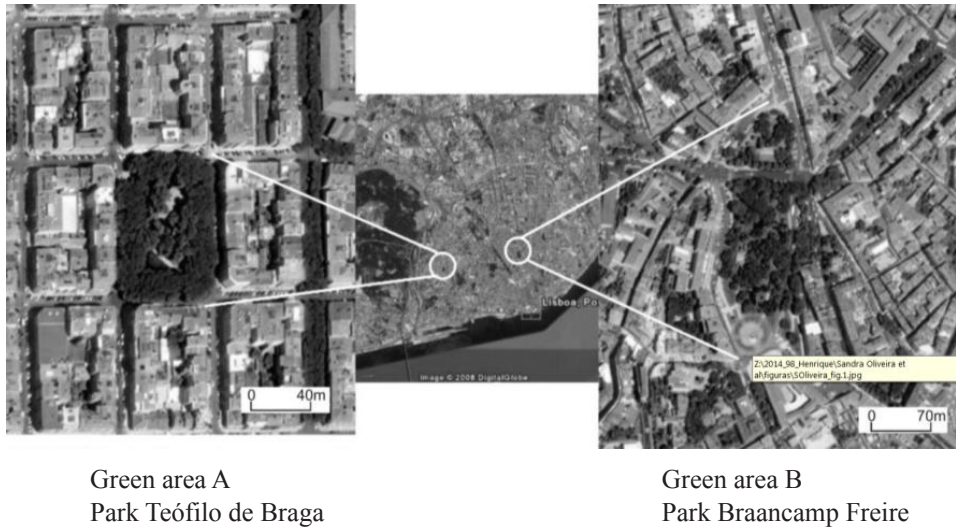 Lisboa, Po
Image © 2008 DigitalGlobe
Z:\2014_98_Henrique\Sandra Oliveira et
al\figuras\SOliveira_fig.1.jpg
0 40m
0 70m
Green area A
Park Teófilo de Braga
Green area B
Park Braancamp Freire